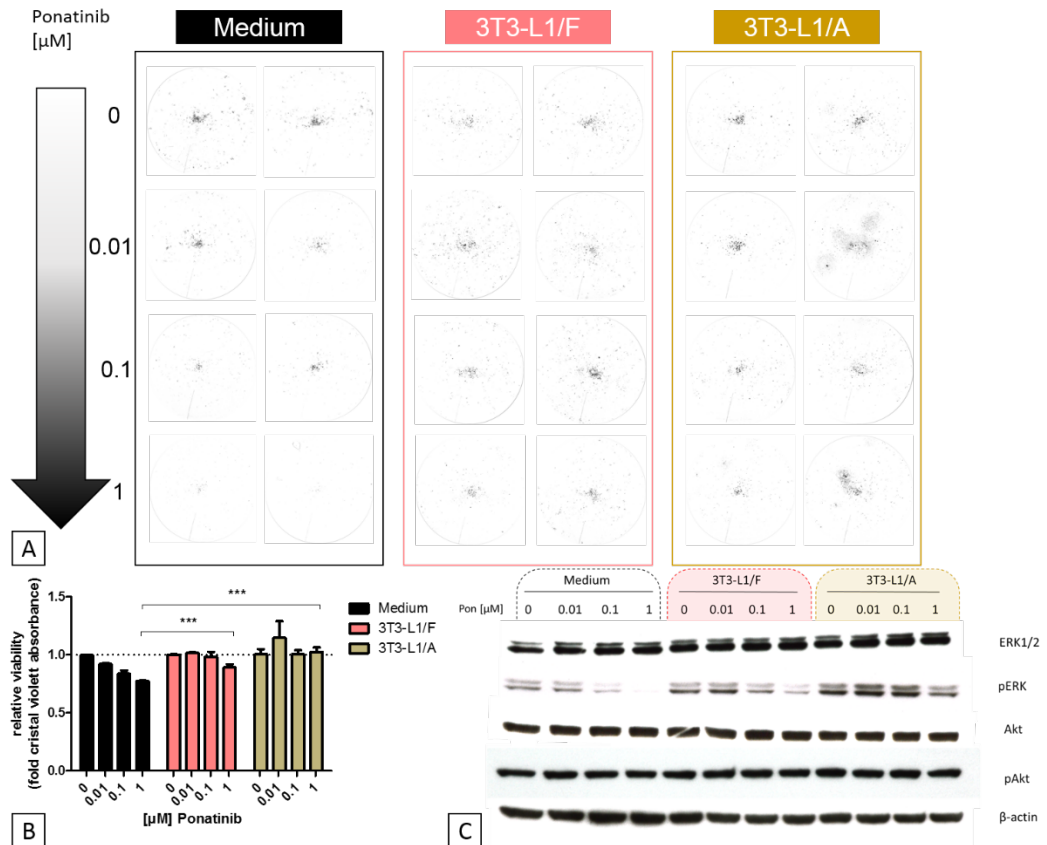 Ponatinib
[µM]
Medium
3T3-L1/F
3T3-L1/A
0
0.01
0.1
1
A
relative viability
(fold cristal violett absorbance)
1.5
1.0
0.5
0.0
***
***
Medium
3T3-L1/F
3T3-L1/A
0 0.01 0.1 1 0 0.01 0.1 1 0 0.01 0.1 1
[µM] Ponatinib
B
Medium 3T3-L1/F 3T3-L1/A
Pon [µM] 0 0.01 0.1 1 0 0.01 0.1 1 0 0.01 0.1 1
ERK1/2
pERK
Akt
pAkt
β-actin
C